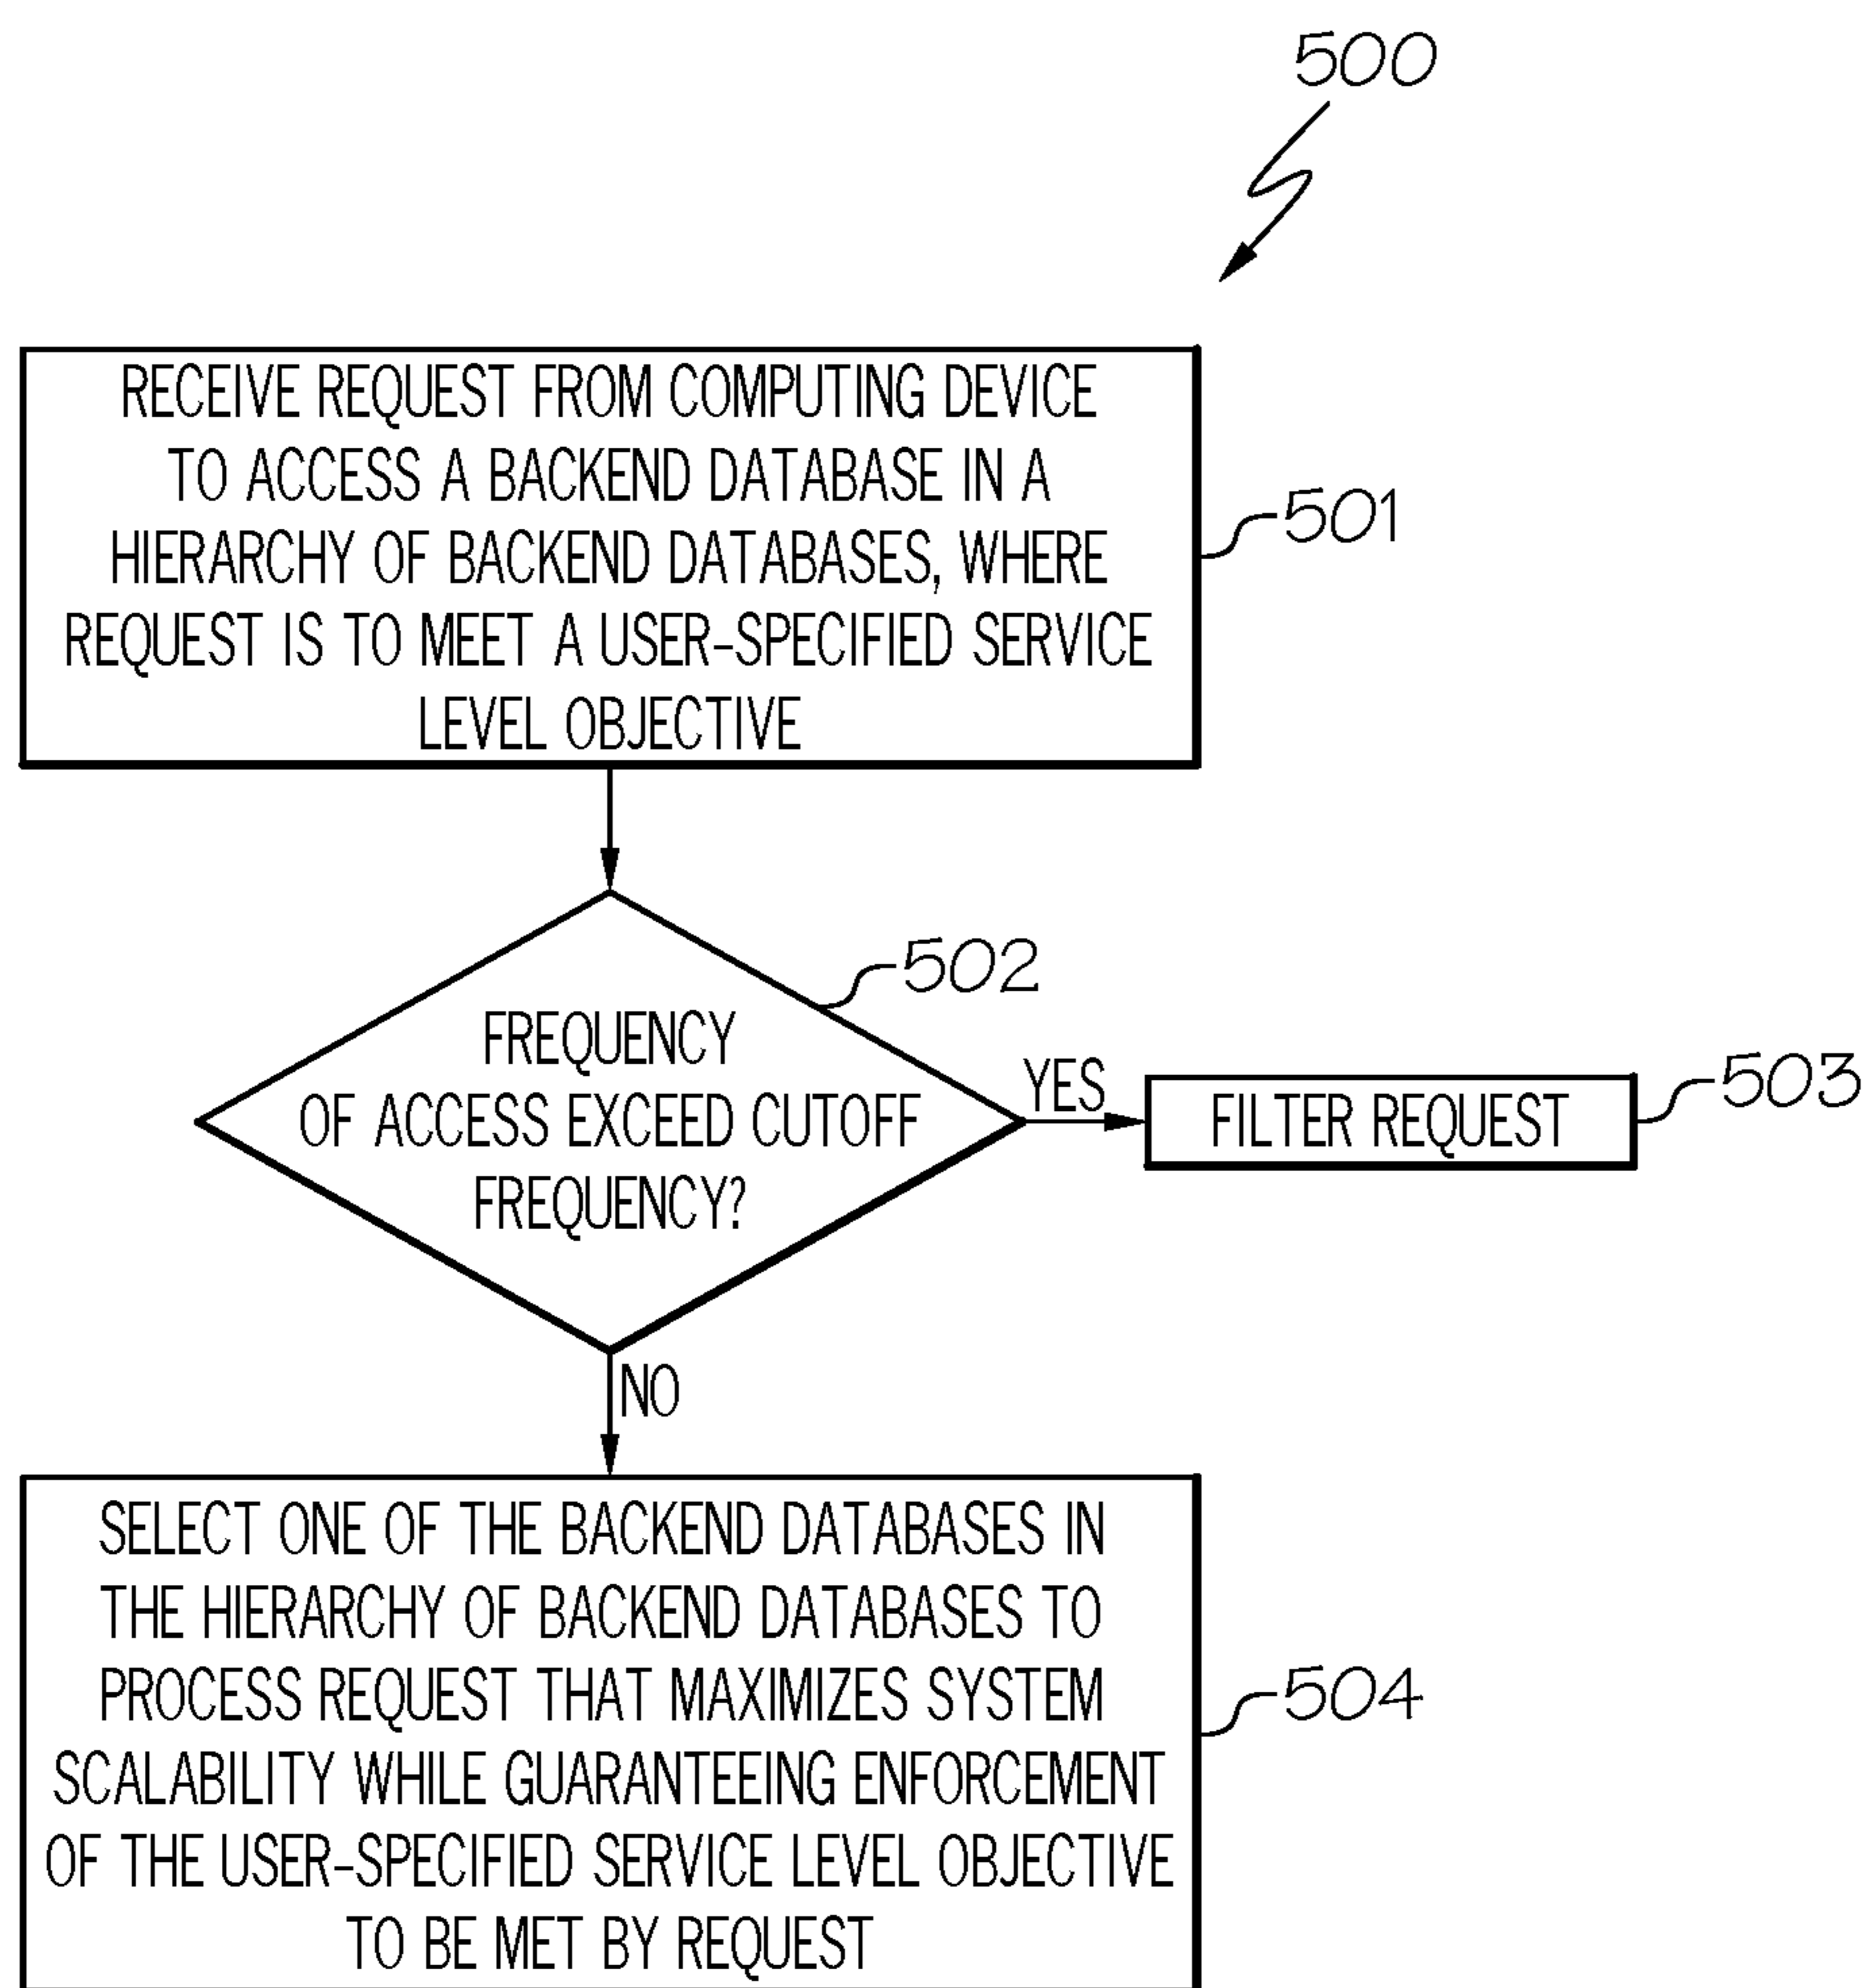 500
RECEIVE REQUEST FROM COMPUTING DEVICE
TO ACCESS A BACKEND DATABASE IN A
HIERARCHY OF BACKEND DATABASES, WHERE
REQUEST IS TO MEET A USER-SPECIFIED SERVICE
LEVEL OBJECTIVE
501
502
FREQUENCY
OF ACCESS EXCEED CUTOFF
FREQUENCY?
YES
FILTER REQUEST
503
NO
SELECT ONE OF THE BACKEND DATABASES IN
THE HIERARCHY OF BACKEND DATABASES TO
PROCESS REQUEST THAT MAXIMIZES SYSTEM
SCALABILITY WHILE GUARANTEEING ENFORCEMENT
OF THE USER-SPECIFIED SERVICE LEVEL OBJECTIVE
TO BE MET BY REQUEST
504